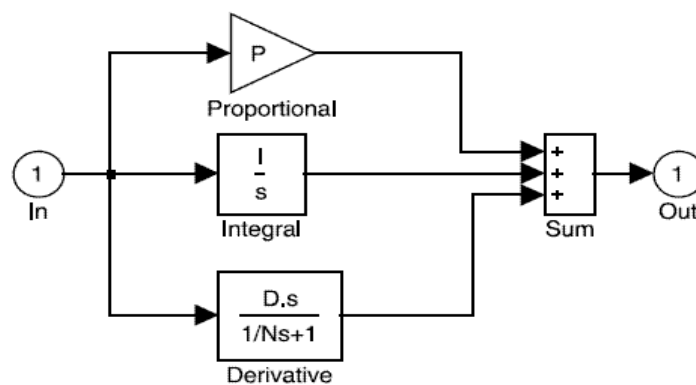 P
Proportional
1
In
I
s
Integral
+
+
+
Sum
1
Out
D.s
1/Ns+1
Derivative